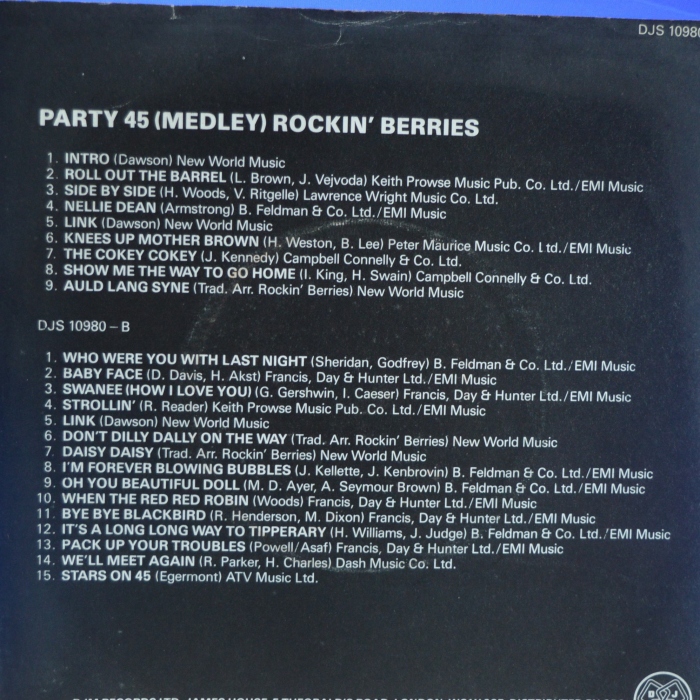 DJS 1098
PARTY 45 (MEDLEY) ROCKIN' BERRIES
1. INTRO (Dawson) New World Music
2. ROLL OUT THE BARREL (L. Brown, J. Vejvoda) Keith Prowse Music Pub. Co. Ltd./EMI Music
3. SIDE BY SIDE (H. Woods, V. Ritgelle) Lawrence Wright Music Co. Ltd.
4. NELLIE DEAN (Armstrong) B. Feldman & Co. Ltd./EMI Music
5. LINK (Dawson) New World Music
6. KNEES UP MOTHER BROWN (H. Weston, B. Lee) Peter Maurice Music Co. Ltd./EMI Music
7. THE COKEY COKEY (J. Kennedy) Campbell Connelly & Co. Ltd.
8. SHOW ME THE WAY TO GO HOME (I. King, H. Swain) Campbell Connelly & Co. Ltd.
9. AULD LANG SYNE (Trad. Arr. Rockin' Berries) New World Music
DJS 10980 – B
1. WHO WERE YOU WITH LAST NIGHT (Sheridan, Godfrey) B. Feldman & Co. Ltd./EMI Music
2. BABY FACE (D. Davis, H. Akst) Francis, Day & Hunter Ltd./EMI Music
3. SWANEE (HOW I LOVE YOU) (G. Gershwin, I. Caeser) Francis, Day & Hunter Ltd./EMI Music
4. STROLLIN' (R. Reader) Keith Prowse Music Pub. Co. Ltd./EMI Music
5. LINK (Dawson) New World Music
6. DON'T DILLY DALLY ON THE WAY (Trad. Arr. Rockin' Berries) New World Music
7. DAISY DAISY (Trad. Arr. Rockin' Berries) New World Music
8. I'M FOREVER BLOWING BUBBLES (J. Kellette, J. Kenbrovin) B. Feldman & Co. Ltd./EMI Music
9. OH YOU BEAUTIFUL DOLL (M. D. Ayer, A. Seymour Brown) B. Feldman & Co. Ltd./EMI Music
10. WHEN THE RED RED ROBIN (Woods) Francis, Day & Hunter Ltd./EMI Music
11. BYE BYE BLACKBIRD (R. Henderson, M. Dixon) Francis, Day & Hunter Ltd./EMI Music
12. IT'S A LONG LONG WAY TO TIPPERARY (H. Williams, J. Judge) B. Feldman & Co. Ltd./EMI Music
13. PACK UP YOUR TROUBLES (Powell/Asaf) Francis, Day & Hunter Ltd./EMI Music
14. WE'LL MEET AGAIN (R. Parker, H. Charles) Dash Music Co. Ltd.
15. STARS ON 45 (Egermont) ATV Music Ltd.
D J